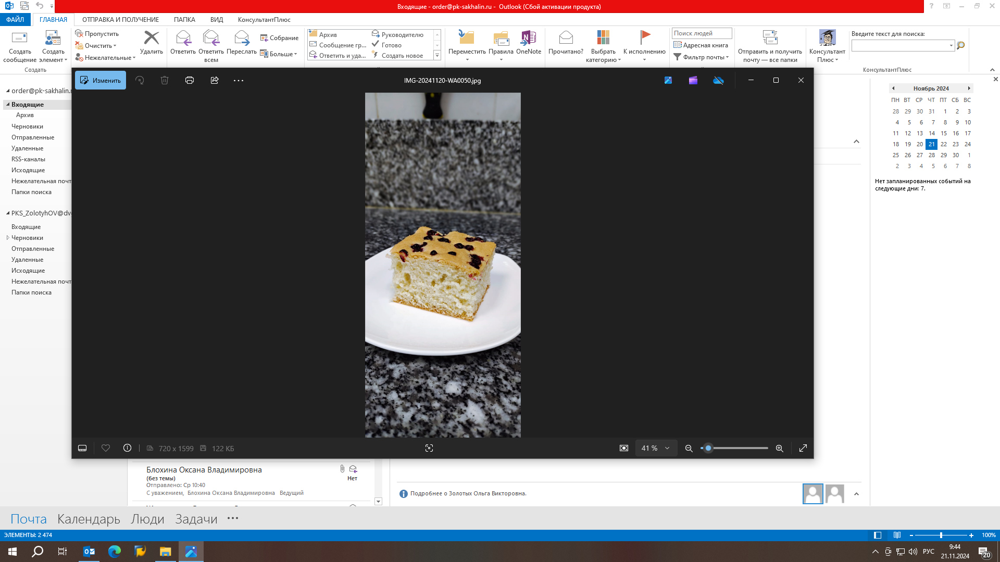 Входящие - order@pk-sakhalin.ru - Outlook (Сбой активации продукта)
ФАЙЛ ГЛАВНАЯ ОТПРАВКА И ПОЛУЧЕНИЕ ПАПКА ВИД КонсультантПлюс
Создать сообщение
Создать элемент
Создать
Пропустить
Очистить
Нежелательные
Удалить
Ответить
Ответить всем
Переслать
Собрание
Больше
Архив
Сообщение гр...
Ответить и уда...
Руководителю
Готово
Создать новое
Переместить
Правила
OneNote
Прочитано?
Выбрать категорию
К исполнению
Поиск людей
Адресная книга
Фильтр почты
Отправить и получить почту — все папки
Консультант Плюс
Введите текст для поиска:
КонсультантПлюс
Изменить
IMG-20241120-WA0050.jpg
order@pk-sakhalin.
Входящие
Архив
Черновики
Отправленные
Удаленные
RSS-каналы
Исходящие
Нежелательная почт
Папки поиска
PKS_ZolotyhOV@dv
Входящие
Черновики
Отправленные
Удаленные
Исходящие
Нежелательная почт
Папки поиска
Ноябрь 2024
ПН ВТ СР ЧТ ПТ СБ ВС
28 29 30 31 1 2 3
4 5 6 7 8 9 10
11 12 13 14 15 16 17
18 19 20 21 22 23 24
25 26 27 28 29 30 1
2 3 4 5 6 7 8
Нет запланированных событий на
следующие дни: 7.
720 x 1599 122 КБ
41 %
Блохина Оксана Владимировна
(без темы) Нет
Отправлено: Ср 10:40
С уважением, Блохина Оксана Владимировна Ведущий
Подробнее о Золотых Ольга Викторовна.
Почта Календарь Люди Задачи ···
ЭЛЕМЕНТЫ: 2 474
100%
РУС
9:44
21.11.2024
20